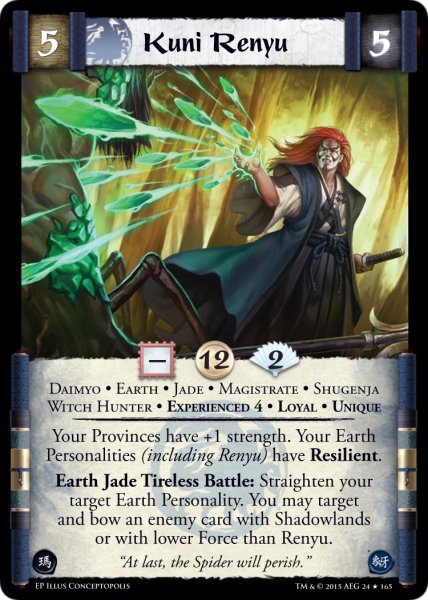 5 Kuni Renyu 5
– 12 2
Daimyo • Earth • Jade • Magistrate • Shugenja
Witch Hunter • Experienced 4 • Loyal • Unique
Your Provinces have +1 strength. Your Earth
Personalities (including Renyu) have Resilient.
Earth Jade Tireless Battle: Straighten your
target Earth Personality. You may target
and bow an enemy card with Shadowlands
or with lower Force than Renyu.
“At last, the Spider will perish.”
EP Illus Conceptopolis TM & © 2015 AEG 24 ★ 165